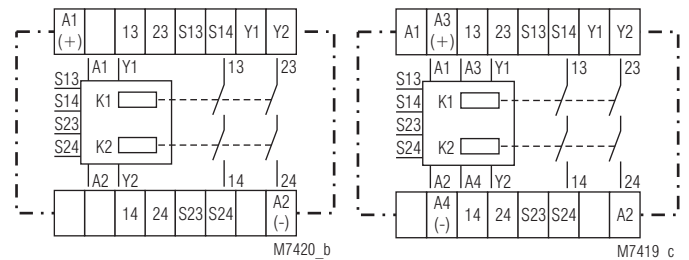 A1 (+) 13 23 S13 S14 Y1 Y2
A1 Y1 13 23
S13
S14 K1
S23
S24 K2
A2 Y2 14 24
14 24 S23 S24 A2 (-)
M7420_b
A1 A3 (+) 13 23 S13 S14 Y1 Y2
A1 A3 Y1 13 23
S13
S14 K1
S23
S24 K2
A2 A4 Y2 14 24
A4 (-) 14 24 S23 S24 A2
M7419_c